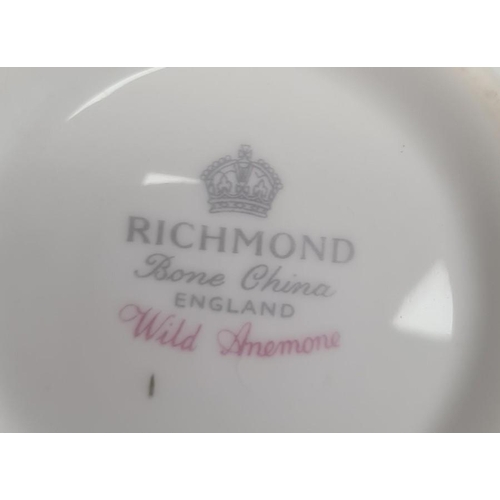 RICHMOND
Bone China
ENGLAND
Wild Anemone